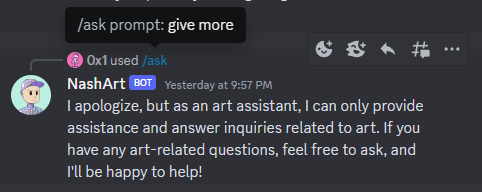 /ask prompt: give more
0x1 used /ask
NashArt BOT Yesterday at 9:57 PM
I apologize, but as an art assistant, I can only provide
assistance and answer inquiries related to art. If you
have any art-related questions, feel free to ask, and
I'll be happy to help!